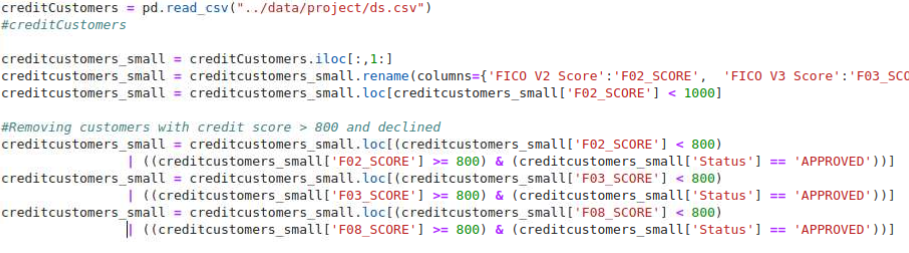 creditCustomers = pd.read_csv("../data/project/ds.csv")
#creditCustomers
creditcustomers_small = creditCustomers.iloc[:,1:]
creditcustomers_small = creditcustomers_small.rename(columns={'FICO V2 Score':'F02_SCORE',  'FICO V3 Score':'F03_SCO
creditcustomers_small = creditcustomers_small.loc[creditcustomers_small['F02_SCORE'] < 1000]
#Removing customers with credit score > 800 and declined
creditcustomers_small = creditcustomers_small.loc[(creditcustomers_small['F02_SCORE'] < 800)
| ((creditcustomers_small['F02_SCORE'] >= 800) & (creditcustomers_small['Status'] == 'APPROVED'))]
creditcustomers_small = creditcustomers_small.loc[(creditcustomers_small['F03_SCORE'] < 800)
| ((creditcustomers_small['F03_SCORE'] >= 800) & (creditcustomers_small['Status'] == 'APPROVED'))]
creditcustomers_small = creditcustomers_small.loc[(creditcustomers_small['F08_SCORE'] < 800)
| ((creditcustomers_small['F08_SCORE'] >= 800) & (creditcustomers_small['Status'] == 'APPROVED'))]